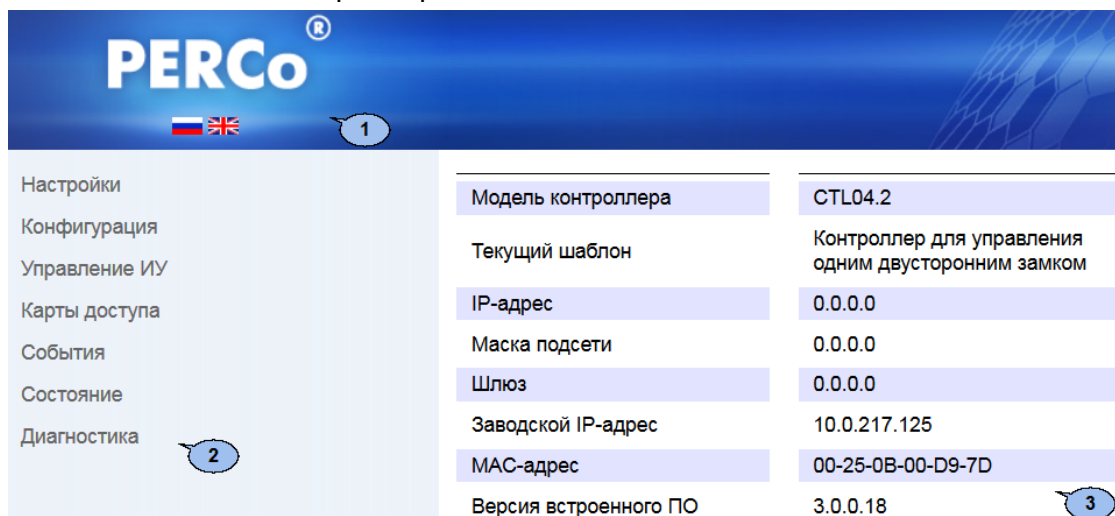 PERCo®
1
Настройки
Конфигурация
Управление ИУ
Карты доступа
События
Состояние
Диагностика
2
Модель контроллера CTL04.2
Текущий шаблон Контроллер для управления
одним двусторонним замком
IP-адрес 0.0.0.0
Маска подсети 0.0.0.0
Шлюз 0.0.0.0
Заводской IP-адрес 10.0.217.125
MAC-адрес 00-25-0B-00-D9-7D
Версия встроенного ПО 3.0.0.18
3